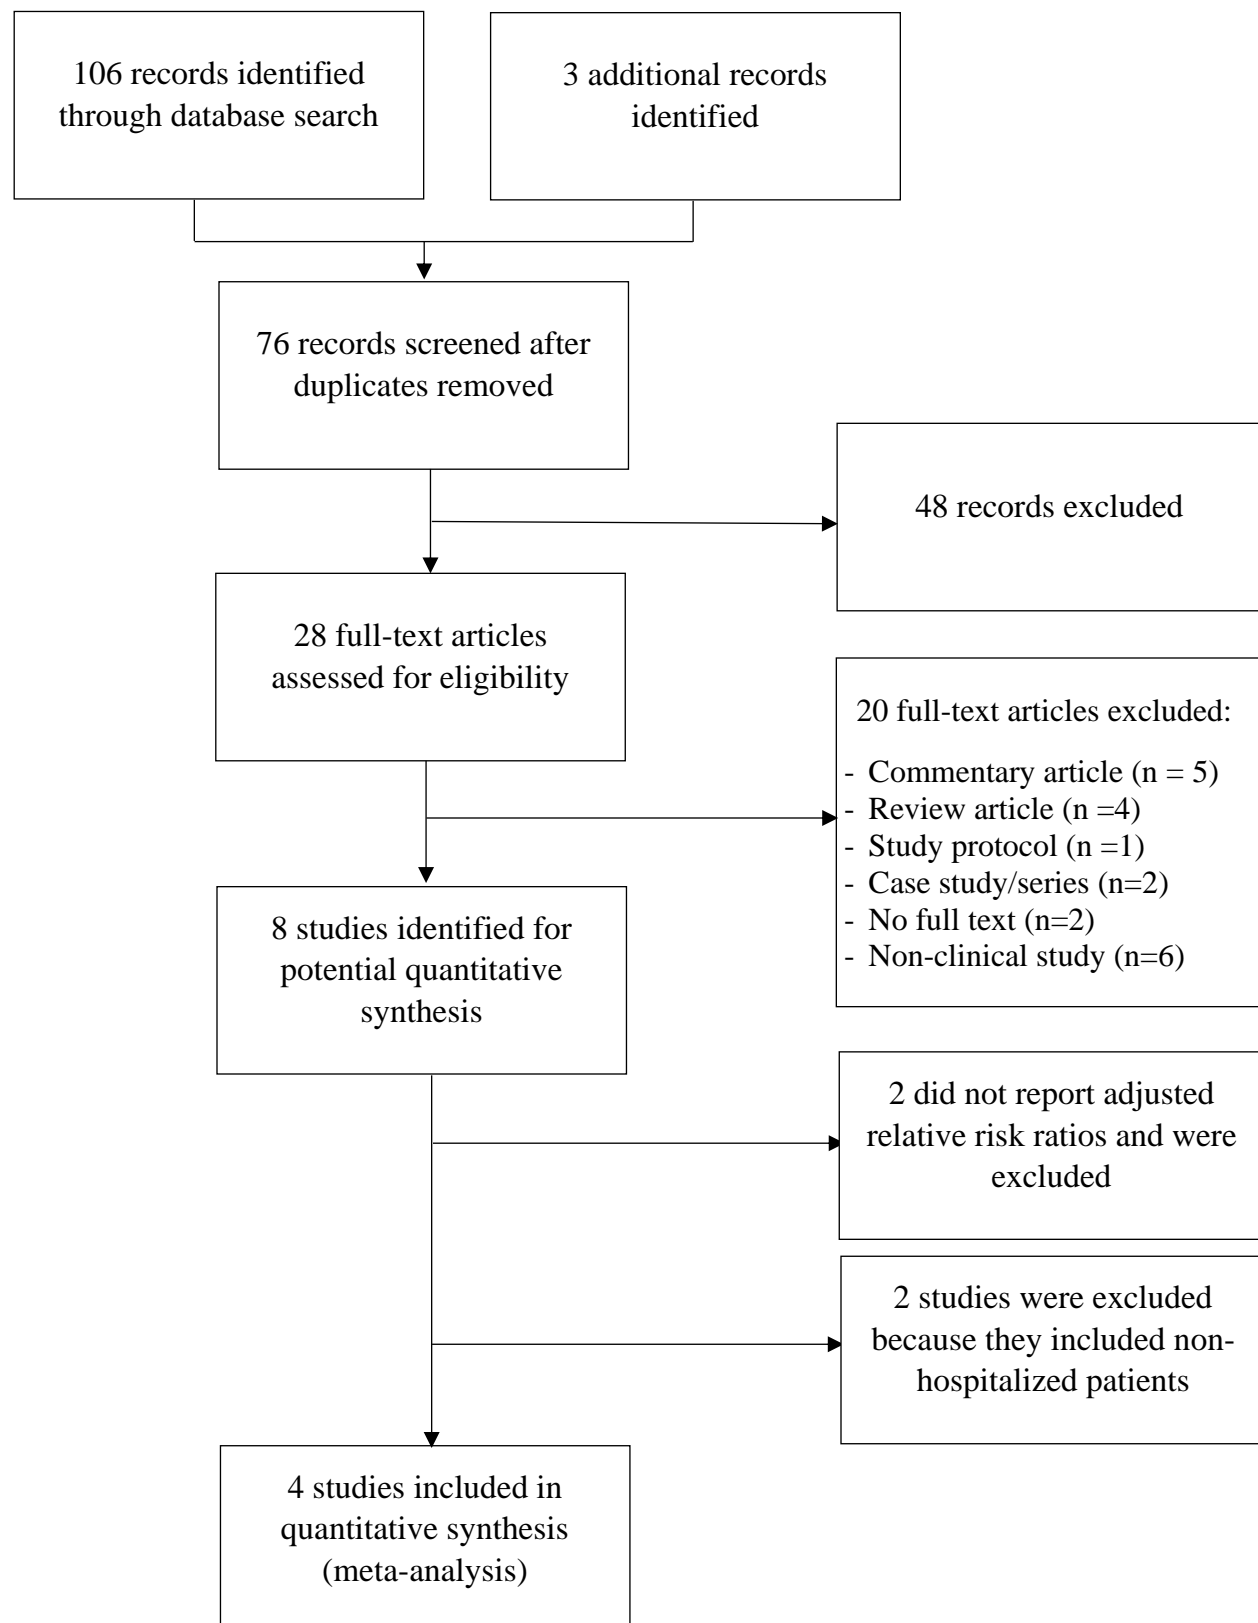 106 records identified
through database search
3 additional records
identified
76 records screened after
duplicates removed
48 records excluded
28 full-text articles
assessed for eligibility
20 full-text articles excluded:
- Commentary article (n = 5)
- Review article (n =4)
- Study protocol (n =1)
- Case study/series (n=2)
- No full text (n=2)
- Non-clinical study (n=6)
8 studies identified for
potential quantitative
synthesis
2 did not report adjusted
relative risk ratios and were
excluded
2 studies were excluded
because they included non-
hospitalized patients
4 studies included in
quantitative synthesis
(meta-analysis)